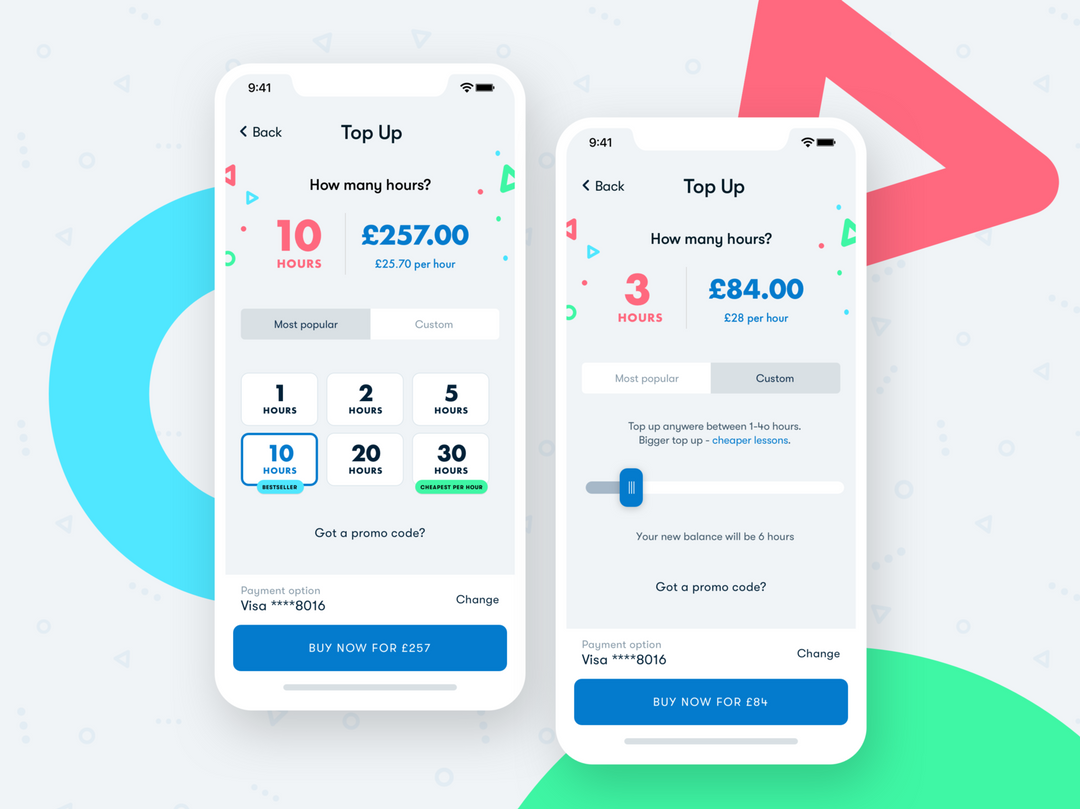 9:41
Back
Top Up
How many hours?
10
HOURS
£257.00
£25.70 per hour
Most popular
Custom
1
HOURS
2
HOURS
5
HOURS
10
HOURS
BESTSELLER
20
HOURS
30
HOURS
CHEAPEST PER HOUR
Got a promo code?
Payment option
Visa ****8016
Change
BUY NOW FOR £257
9:41
Back
Top Up
How many hours?
3
HOURS
£84.00
£28 per hour
Most popular
Custom
Top up anywere between 1-4o hours.
Bigger top up - cheaper lessons.
Your new balance will be 6 hours
Got a promo code?
Payment option
Visa ****8016
Change
BUY NOW FOR £84